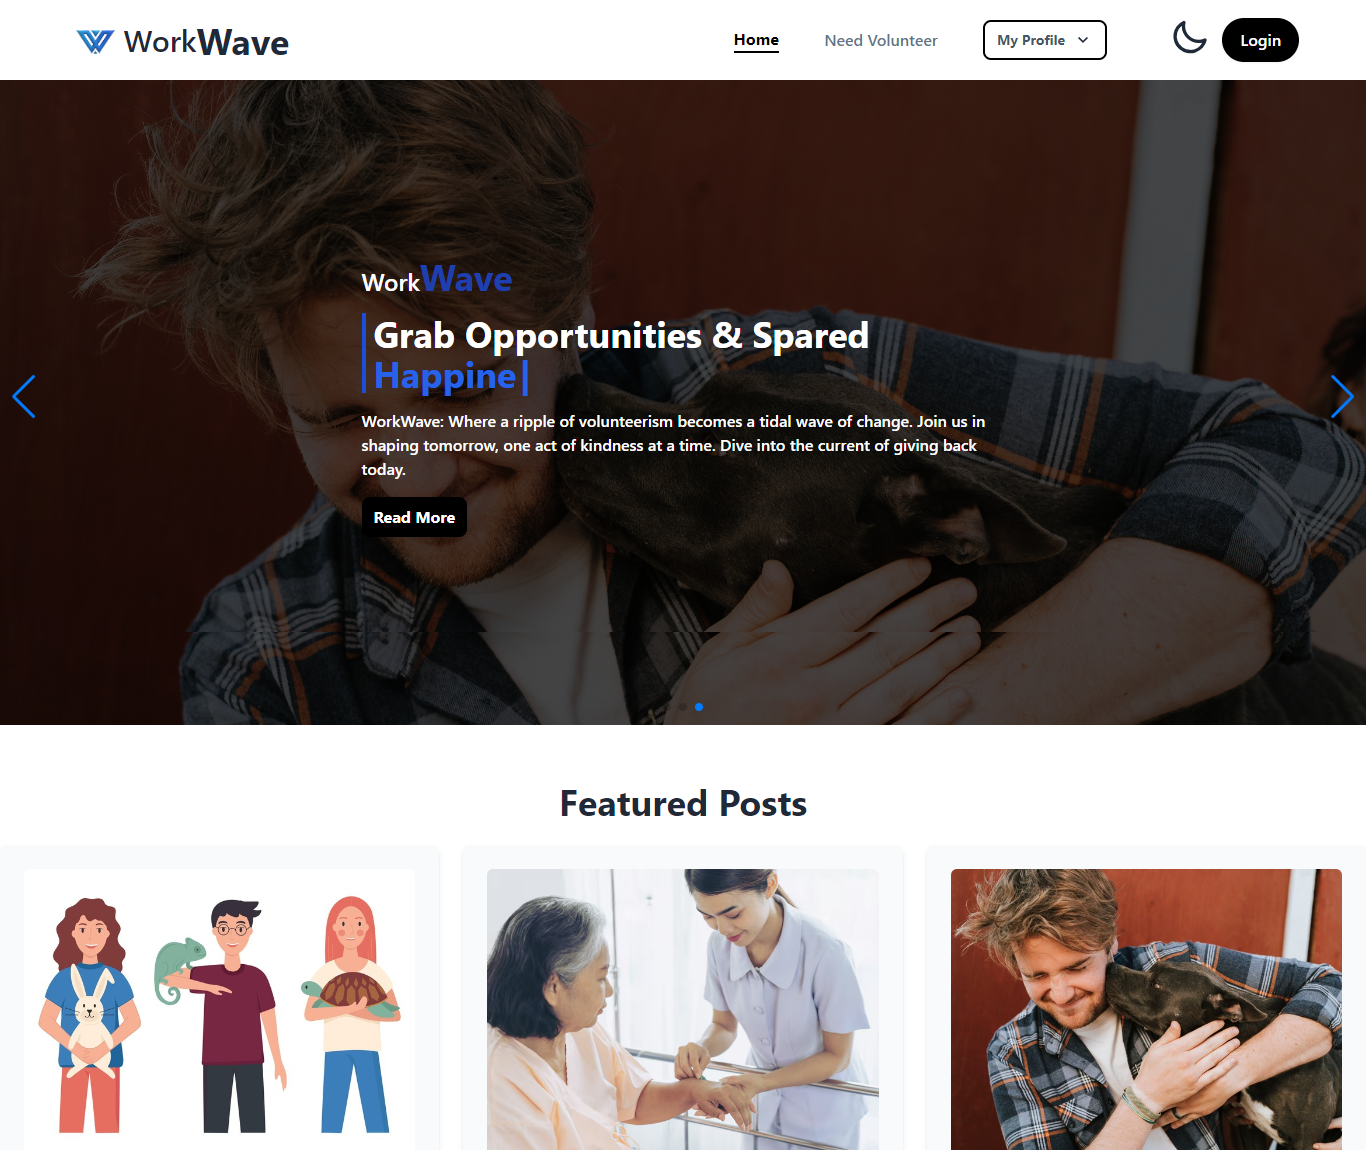 WorkWave
Home
Need Volunteer
My Profile
Login
WorkWave
Grab Opportunities & Spared
Happine|
WorkWave: Where a ripple of volunteerism becomes a tidal wave of change. Join us in
shaping tomorrow, one act of kindness at a time. Dive into the current of giving back
today.
Read More
Featured Posts